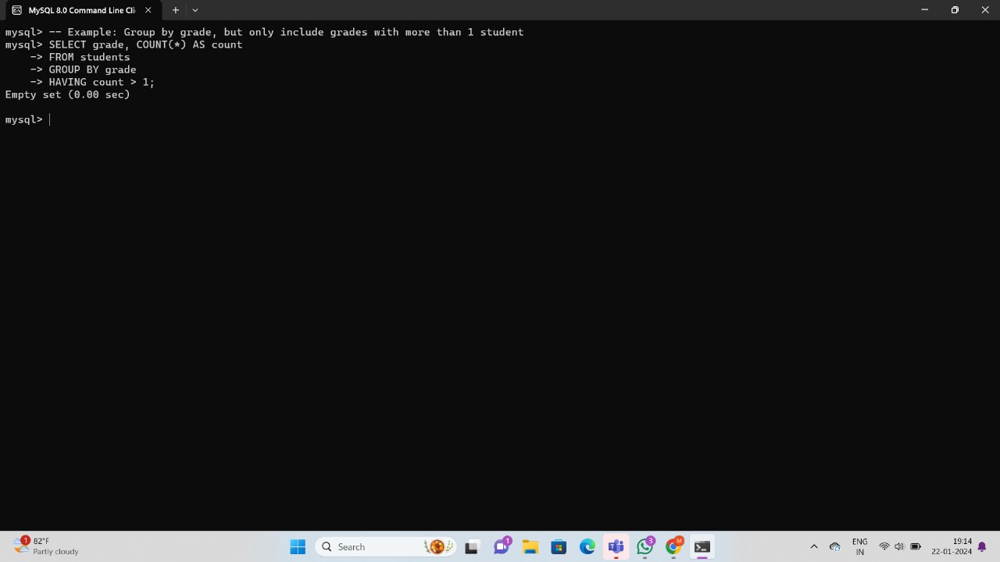 MySQL 8.0 Command Line Cli
mysql> -- Example: Group by grade, but only include grades with more than 1 student
mysql> SELECT grade, COUNT(*) AS count
    -> FROM students
    -> GROUP BY grade
    -> HAVING count > 1;
Empty set (0.00 sec)
mysql>
1
82°F
Partly cloudy
Search
1
3
M
ENG
IN
19:14
22-01-2024